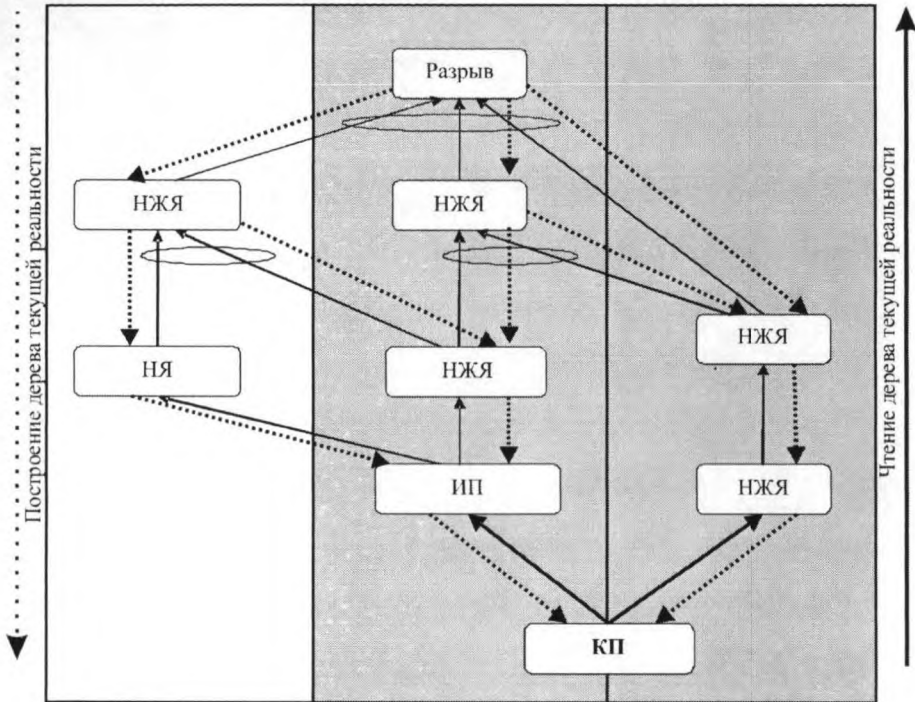 Построение дерева текущей реальности
Разрыв
НЖЯ
НЖЯ
НЖЯ
НЯ
НЖЯ
ИП
НЖЯ
КП
Чтение дерева текущей реальности